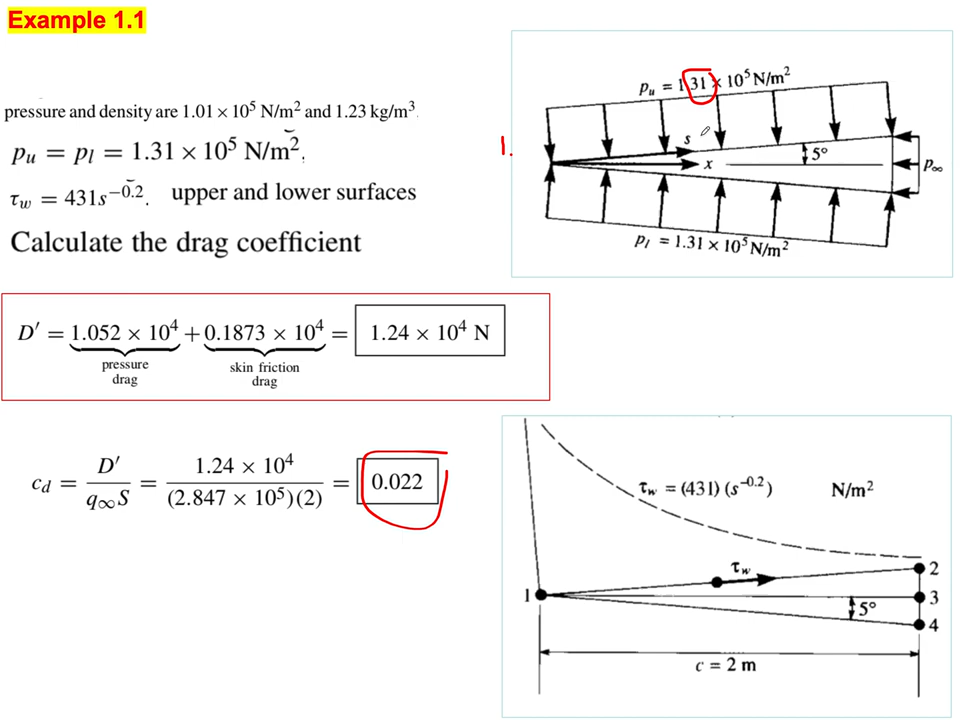 Example 1.1
pressure and density are 1.01 × 10⁵ N/m² and 1.23 kg/m³
p_u = p_l = 1.31 × 10⁵ N/m².
τ_w = 431s^−0.2. upper and lower surfaces
Calculate the drag coefficient
p_u = 1.31 × 10⁵ N/m²
1.
s
x
5°
p_∞
p_l = 1.31 × 10⁵ N/m²
D′ = 1.052 × 10⁴ + 0.1873 × 10⁴ = 1.24 × 10⁴ N
pressure drag
skin friction drag
c_d = D′ / q_∞ S = 1.24 × 10⁴ / (2.847 × 10⁵)(2) = 0.022
τ_w = (431) (s^−0.2) N/m²
τ_w
1
2
3
4
5°
c = 2 m